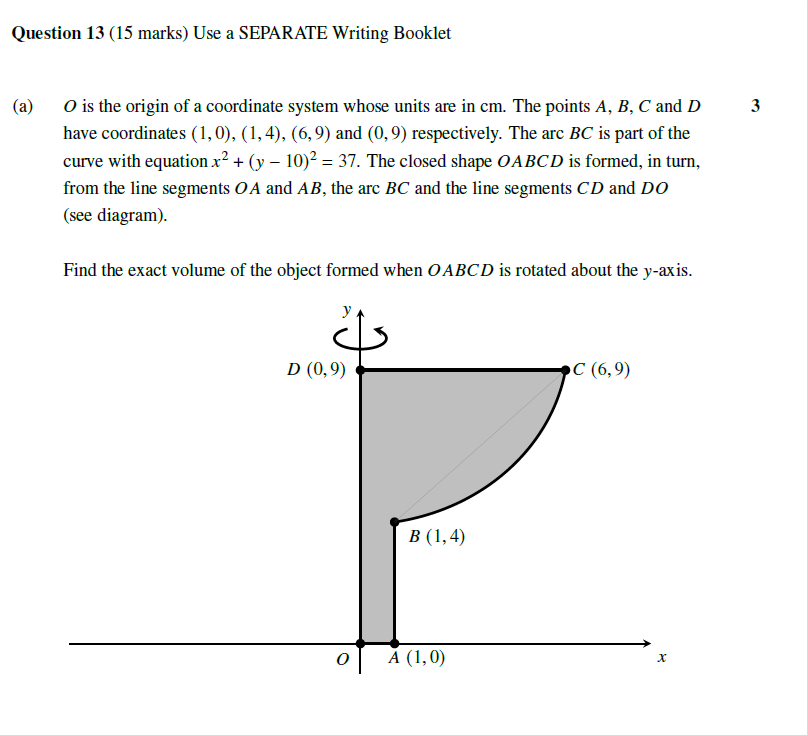 Question 13 (15 marks) Use a SEPARATE Writing Booklet
(a) O is the origin of a coordinate system whose units are in cm. The points A, B, C and D 3
have coordinates (1, 0), (1, 4), (6, 9) and (0, 9) respectively. The arc BC is part of the
curve with equation x² + (y − 10)² = 37. The closed shape OABCD is formed, in turn,
from the line segments OA and AB, the arc BC and the line segments CD and DO
(see diagram).
Find the exact volume of the object formed when OABCD is rotated about the y-axis.
y
D (0, 9)
C (6, 9)
B (1, 4)
O
A (1, 0)
x